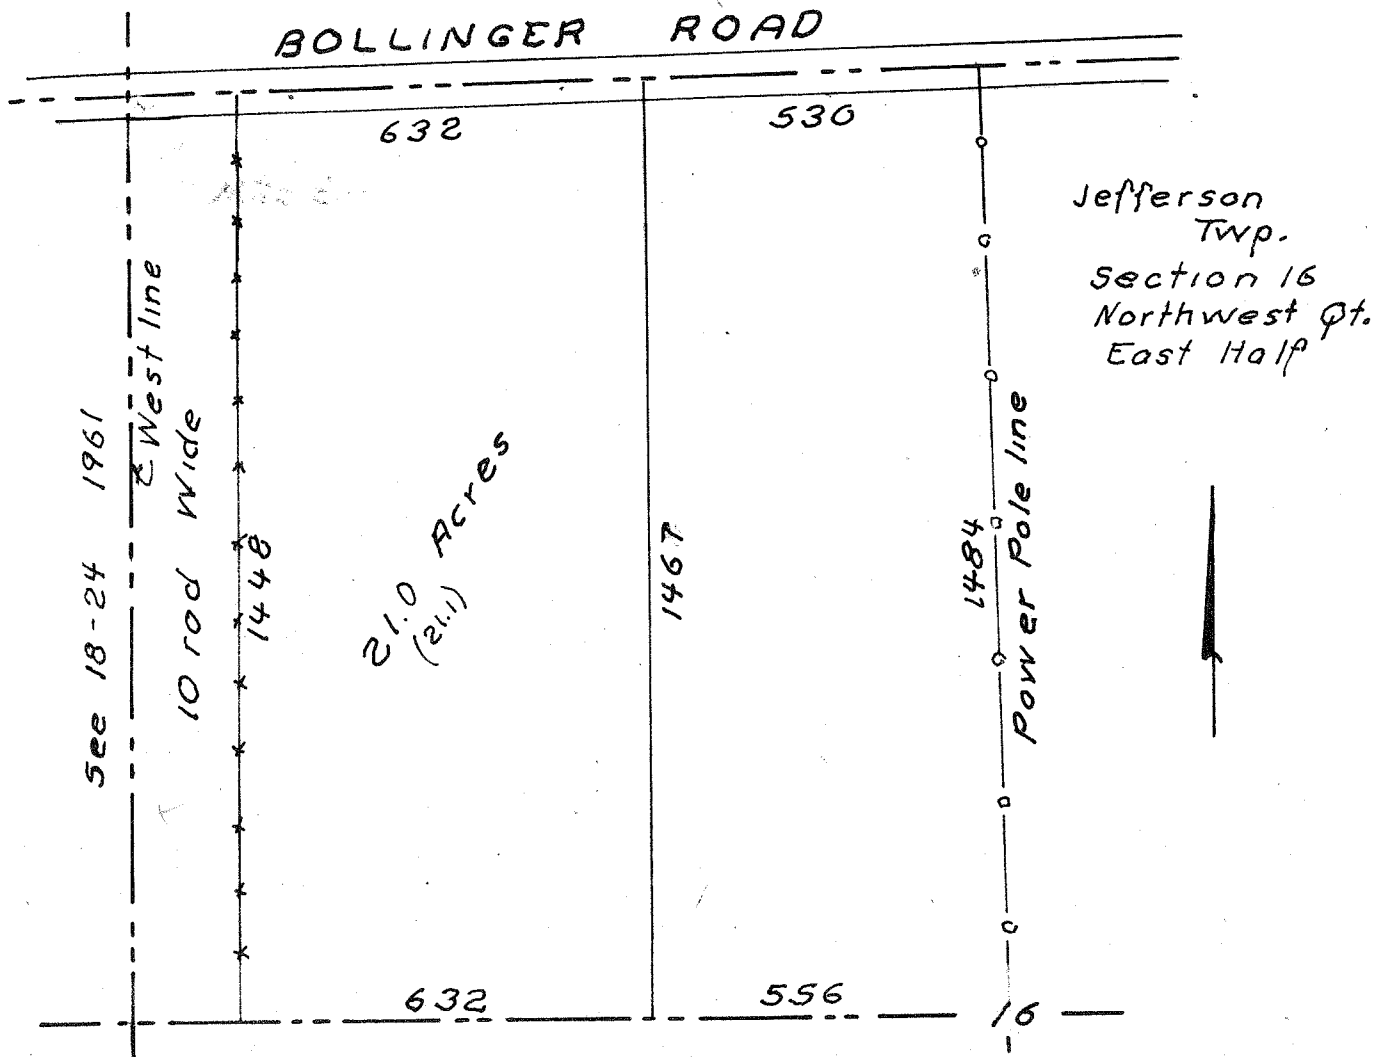 BOLLINGER ROAD
632
530
Jefferson
Twp.
Section 16
Northwest Qt.
East Half
See 18-24 1961
West line
10 rod Wide
1448
21.0 Acres
(21.1)
1467
1484
Power Pole line
632
556
16